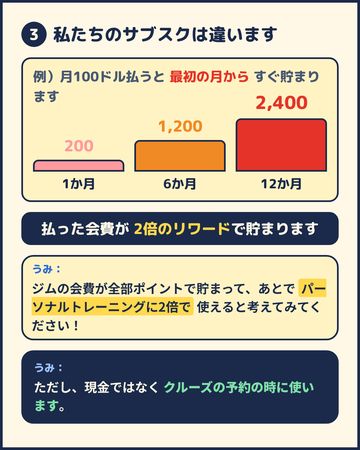 3 私たちのサブスクは違います
例）月100ドル払うと 最初の月から すぐ貯まり
ます
2,400
1,200
200
1か月 6か月 12か月
払った会費が 2倍のリワードで貯まります
うみ：
ジムの会費が全部ポイントで貯まって、あとで パー
ソナルトレーニングに2倍で 使えると考えてみてく
ださい！
うみ：
ただし、現金ではなく クルーズの予約の時に使い
ます。